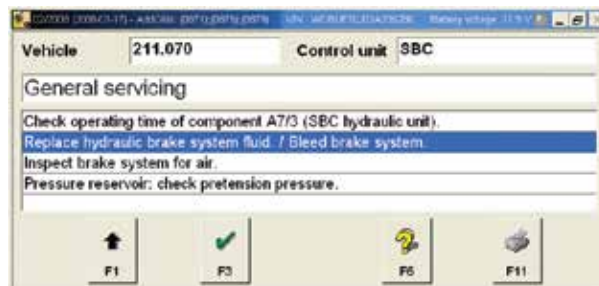 Vehicle 211.070 Control unit SBC
General servicing
Check operating time of component A7/3 (SBC hydraulic unit).
Replace hydraulic brake system fluid. / Bleed brake system.
Inspect brake system for air.
Pressure reservoir: check pretension pressure.
F1 F3 F6 F11